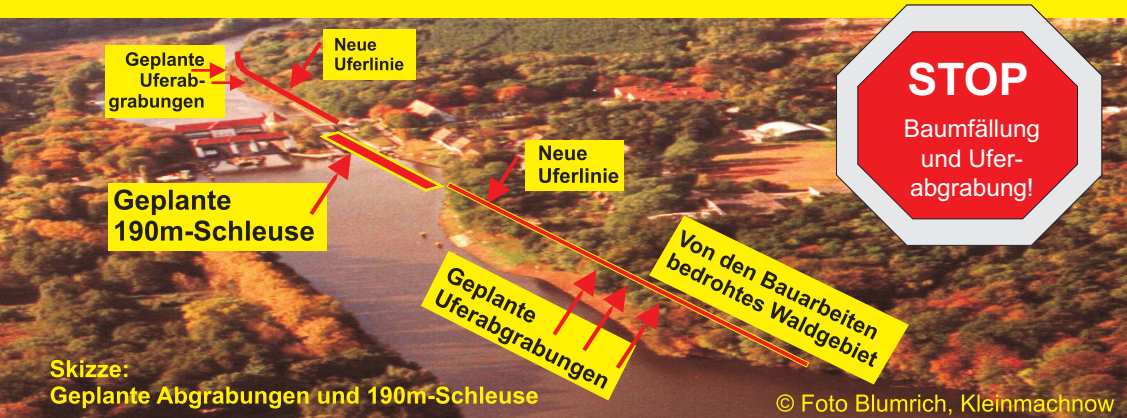 Geplante
Uferab-
grabungen
Neue
Uferlinie
STOP
Baumfällung
und Ufer-
abgrabung!
Neue
Uferlinie
Geplante
190m-Schleuse
Von den Bauarbeiten
bedrohtes Waldgebiet
Geplante
Uferabgrabungen
Skizze:
Geplante Abgrabungen und 190m-Schleuse
© Foto Blumrich, Kleinmachnow